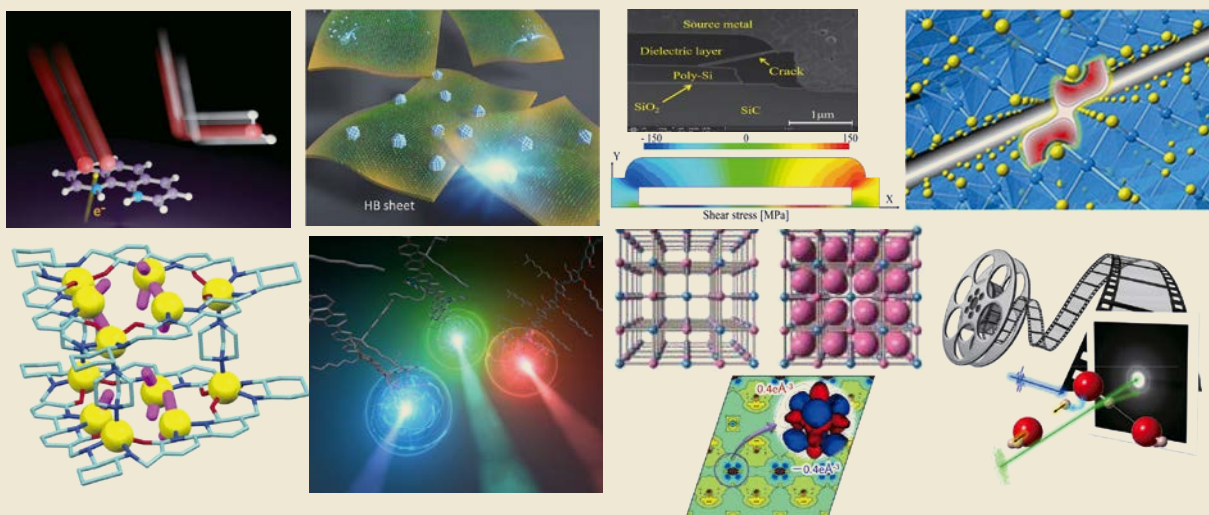 e-
HB sheet
Source metal
Dielectric layer
Poly-Si
Crack
SiO2
SiC
1μm
-150
0
150
Y
X
Shear stress [MPa]
0.4eÅ-3
-0.4eÅ-3